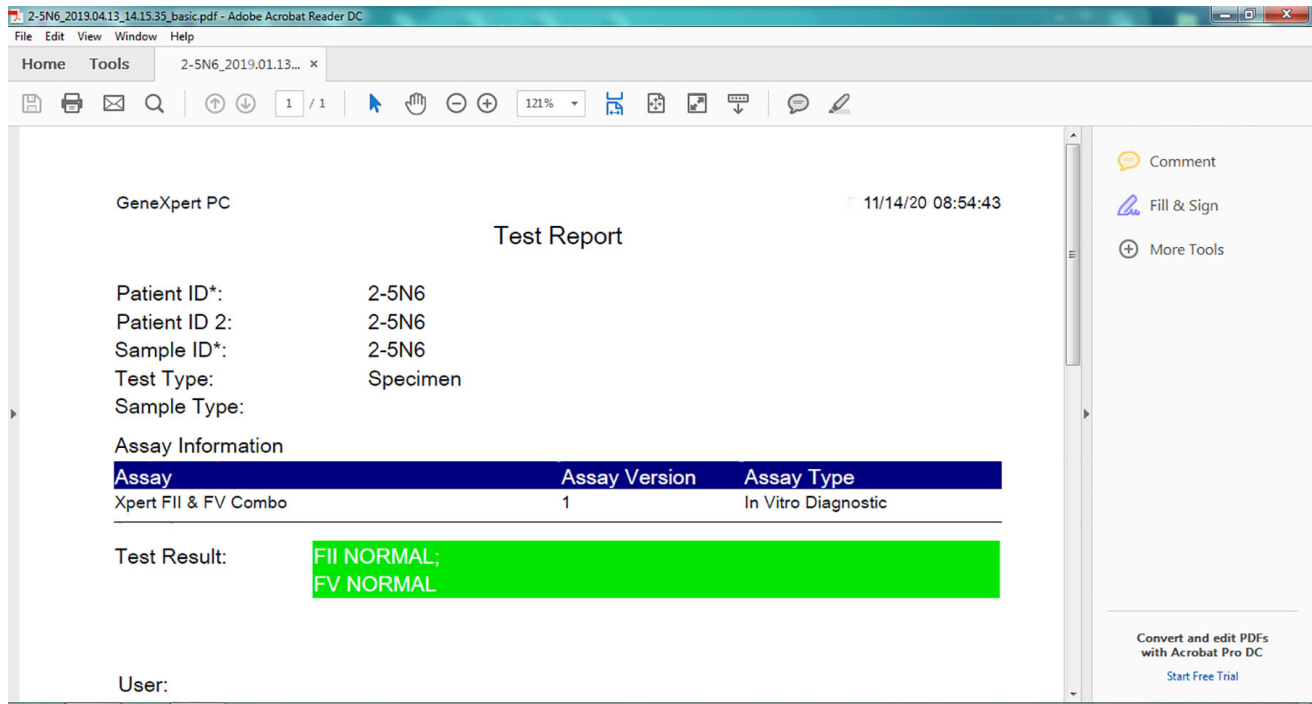 2-5N6_2019.04.13_14.15.35_basic.pdf - Adobe Acrobat Reader DC
File Edit View Window Help
Home Tools 2-5N6_2019.01.13... ×
1 / 1 121%
GeneXpert PC 11/14/20 08:54:43
Test Report
Patient ID*: 2-5N6
Patient ID 2: 2-5N6
Sample ID*: 2-5N6
Test Type: Specimen
Sample Type:
Assay Information
Assay Assay Version Assay Type
Xpert FII & FV Combo 1 In Vitro Diagnostic
Test Result: FII NORMAL;
FV NORMAL
User:
Comment
Fill & Sign
More Tools
Convert and edit PDFs
with Acrobat Pro DC
Start Free Trial